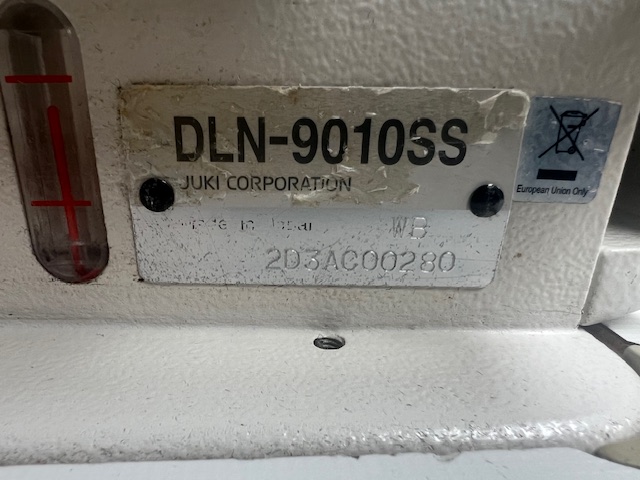 DLN-9010SS
JUKI CORPORATION
WB
2D3AC00280
European Union Only